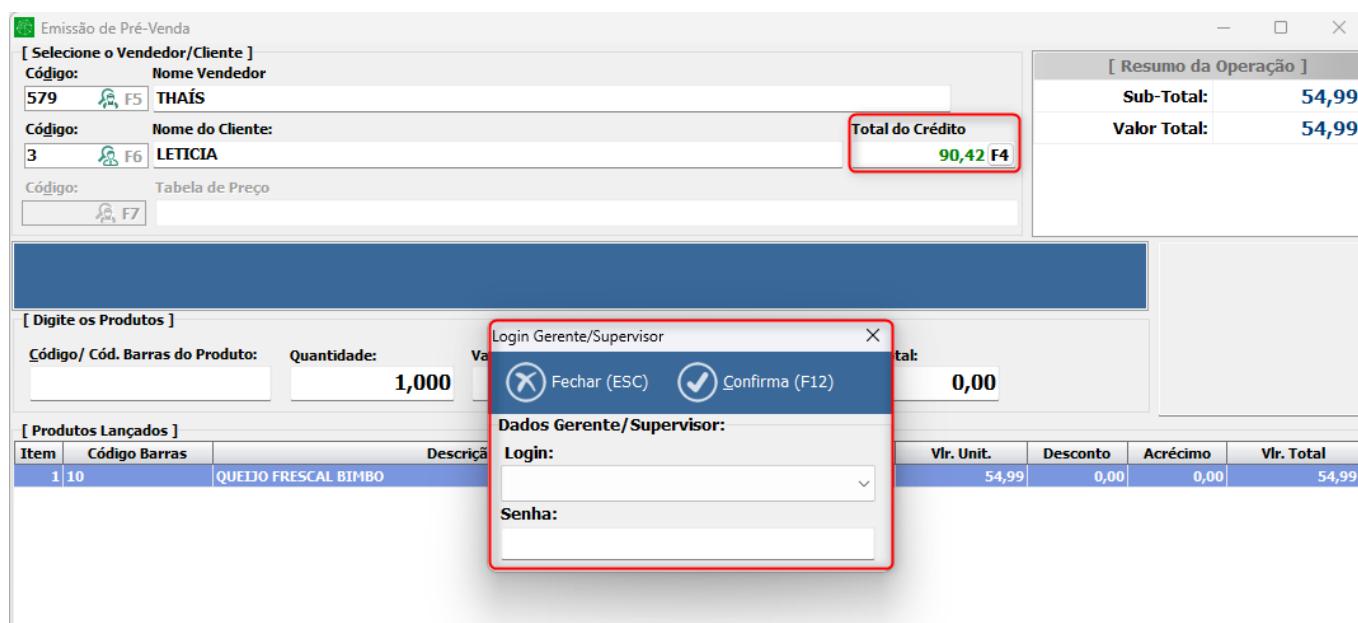 Emissão de Pré-Venda
[ Selecione o Vendedor/Cliente ]
Código: Nome Vendedor
579 F5 THAÍS
Código: Nome do Cliente: Total do Crédito
3 F6 LETICIA 90,42 F4
Código: Tabela de Preço
F7
[ Resumo da Operação ]
Sub-Total: 54,99
Valor Total: 54,99
[ Digite os Produtos ]
Código/ Cód. Barras do Produto: Quantidade: Va tal:
1,000 0,00
Login Gerente/Supervisor
Fechar (ESC) Confirma (F12)
Dados Gerente/Supervisor:
Login:
Senha:
[ Produtos Lançados ]
Item Código Barras Descriçã Vlr. Unit. Desconto Acrécimo Vlr. Total
1 10 QUEIJO FRESCAL BIMBO 54,99 0,00 0,00 54,99